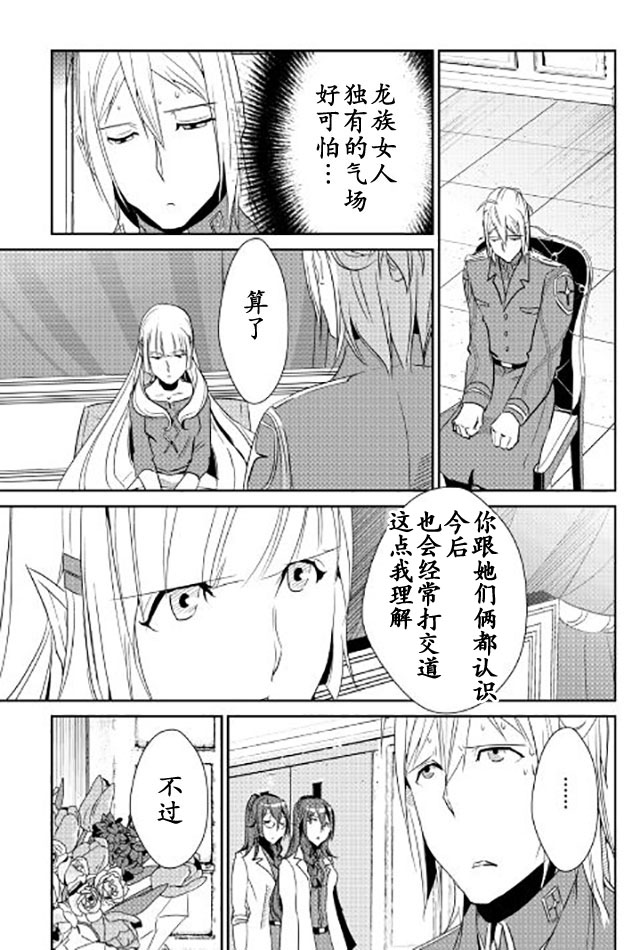 龙族女人
独有的气场
好可怕…
算了
你跟她们俩都认识
今后
也会经常打交道
这点我理解
……
不过